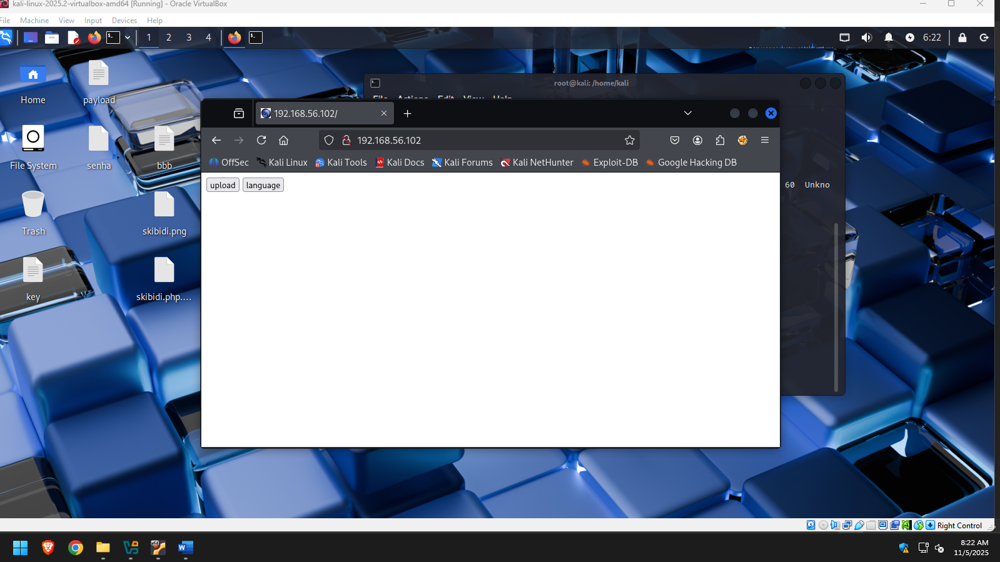 kali-linux-2025.2-virtualbox-amd64 [Running] - Oracle VirtualBox
File Machine View Input Devices Help
1 2 3 4 6:22
root@kali: /home/kali
File Actions Edit View Help
Home payload
192.168.56.102/
192.168.56.102
OffSec Kali Linux Kali Tools Kali Docs Kali Forums Kali NetHunter Exploit-DB Google Hacking DB
File System senha bbb
upload language
60 Unkno
Trash skibidi.png
key skibidi.php....
Right Control
8:22 AM
11/5/2025